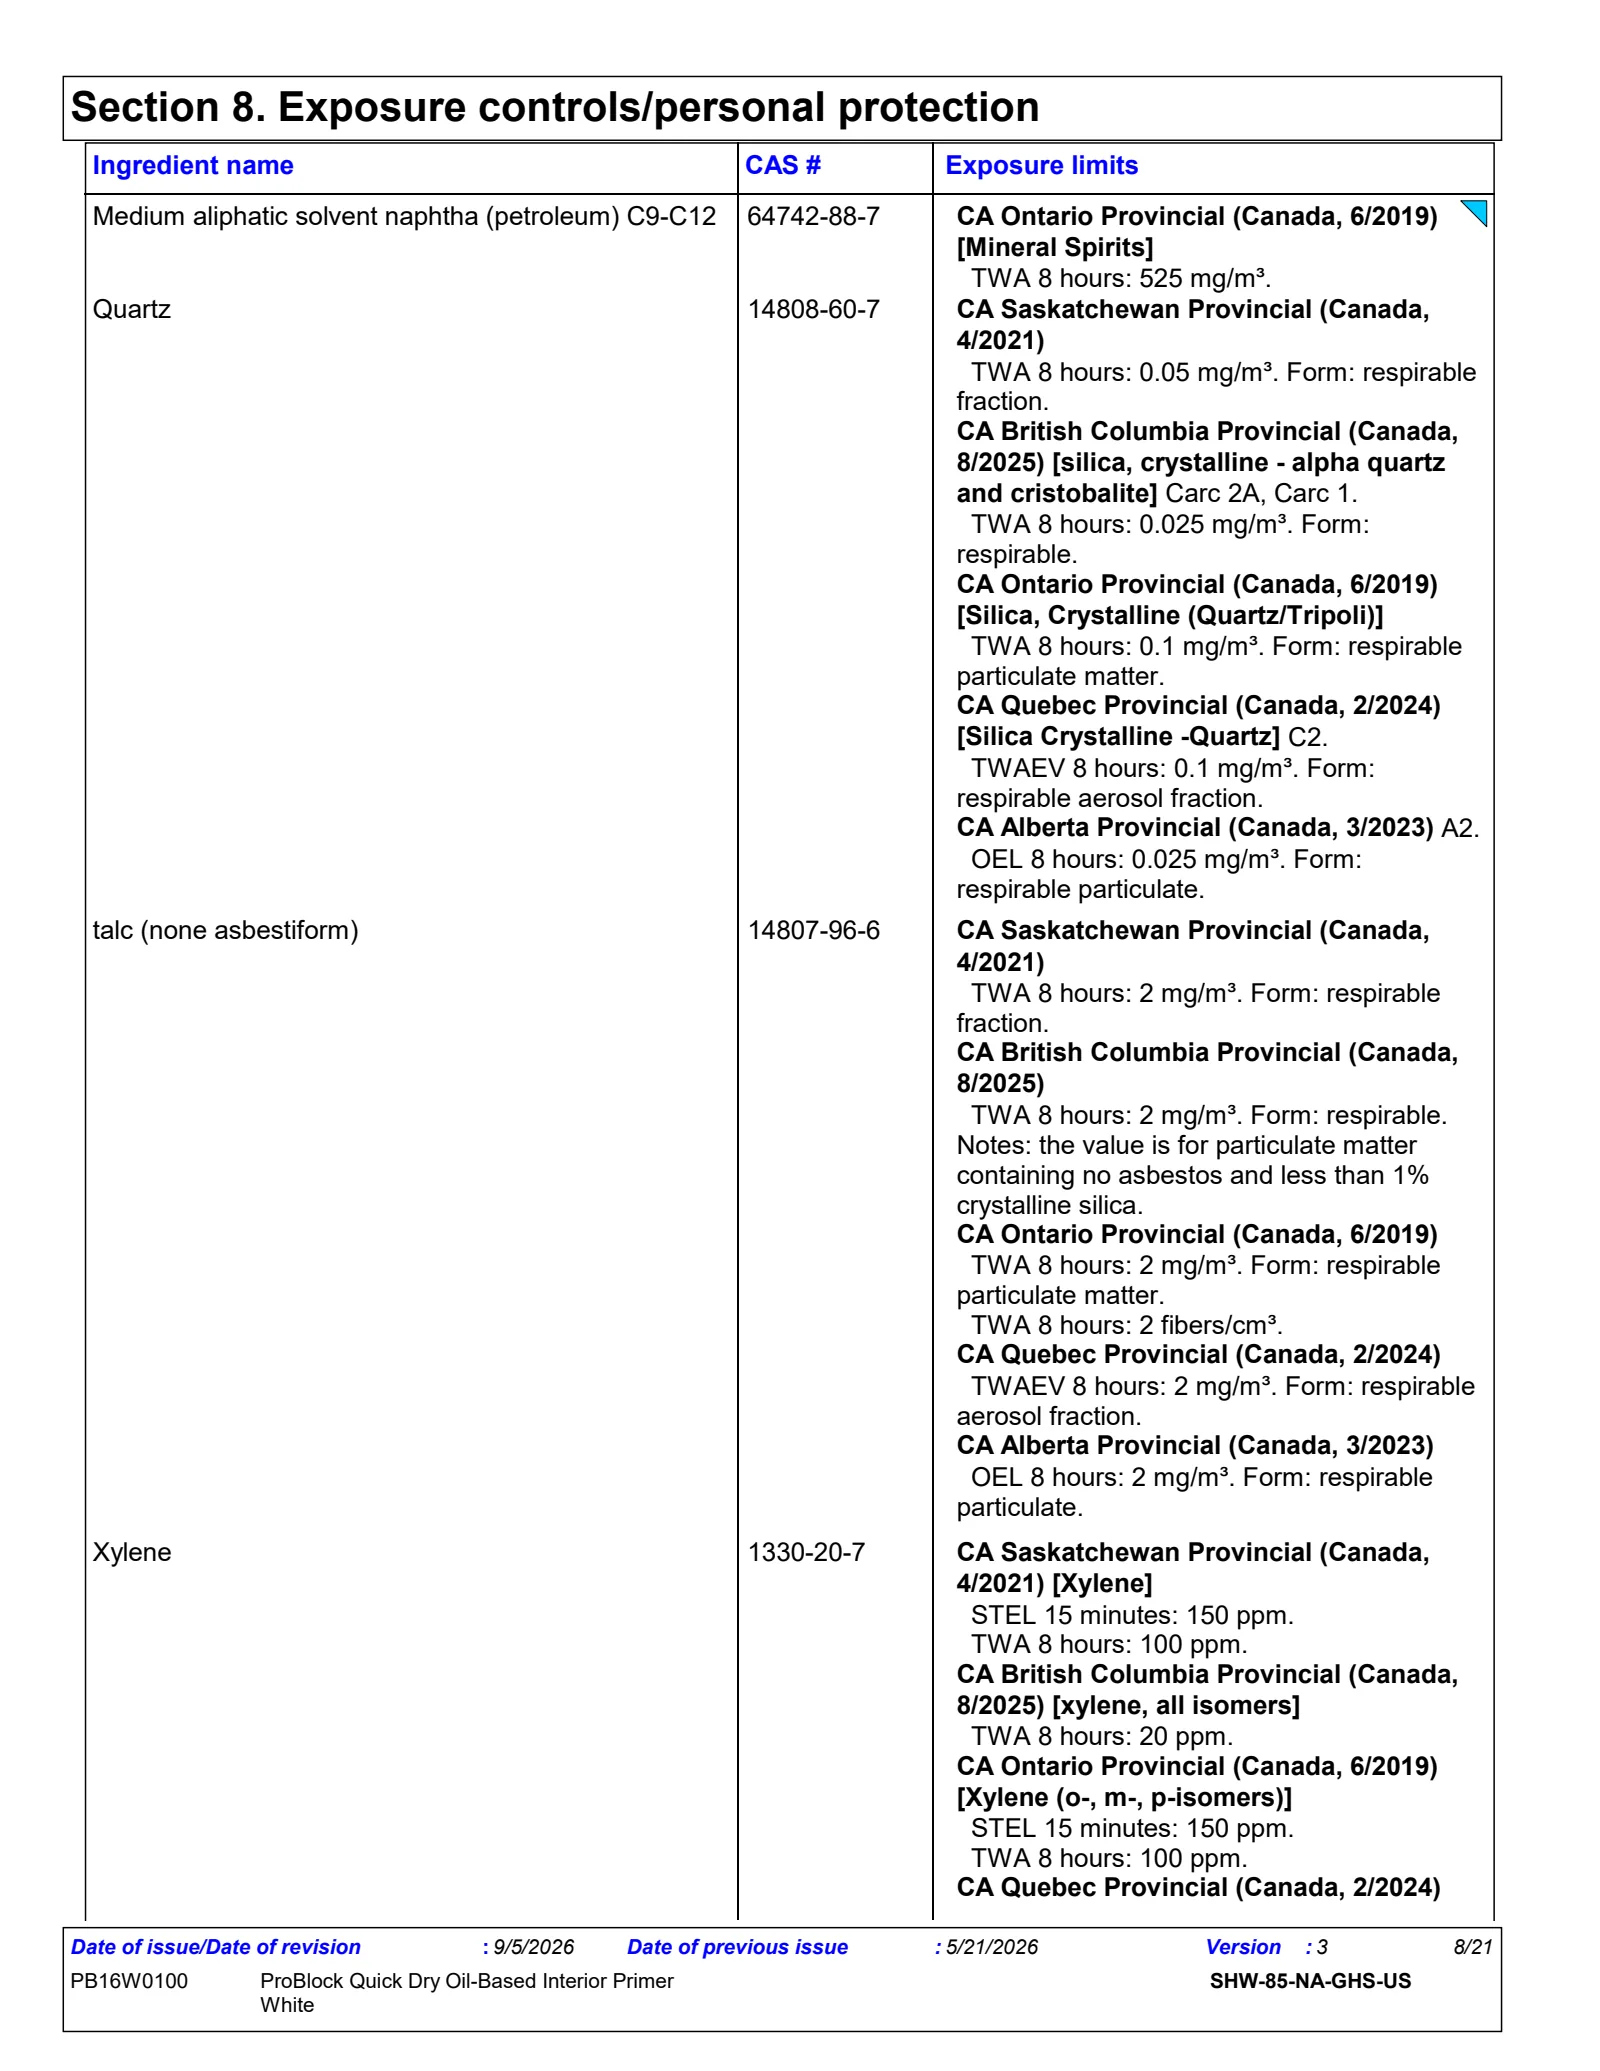 Section 8. Exposure controls/personal protection
Ingredient name CAS # Exposure limits
Medium aliphatic solvent naphtha (petroleum) C9-C12 64742-88-7 CA Ontario Provincial (Canada, 6/2019)
[Mineral Spirits]
TWA 8 hours: 525 mg/m³.
Quartz 14808-60-7 CA Saskatchewan Provincial (Canada,
4/2021)
TWA 8 hours: 0.05 mg/m³. Form: respirable
fraction.
CA British Columbia Provincial (Canada,
8/2025) [silica, crystalline - alpha quartz
and cristobalite] Carc 2A, Carc 1.
TWA 8 hours: 0.025 mg/m³. Form:
respirable.
CA Ontario Provincial (Canada, 6/2019)
[Silica, Crystalline (Quartz/Tripoli)]
TWA 8 hours: 0.1 mg/m³. Form: respirable
particulate matter.
CA Quebec Provincial (Canada, 2/2024)
[Silica Crystalline -Quartz] C2.
TWAEV 8 hours: 0.1 mg/m³. Form:
respirable aerosol fraction.
CA Alberta Provincial (Canada, 3/2023) A2.
OEL 8 hours: 0.025 mg/m³. Form:
respirable particulate.
talc (none asbestiform) 14807-96-6 CA Saskatchewan Provincial (Canada,
4/2021)
TWA 8 hours: 2 mg/m³. Form: respirable
fraction.
CA British Columbia Provincial (Canada,
8/2025)
TWA 8 hours: 2 mg/m³. Form: respirable.
Notes: the value is for particulate matter
containing no asbestos and less than 1%
crystalline silica.
CA Ontario Provincial (Canada, 6/2019)
TWA 8 hours: 2 mg/m³. Form: respirable
particulate matter.
TWA 8 hours: 2 fibers/cm³.
CA Quebec Provincial (Canada, 2/2024)
TWAEV 8 hours: 2 mg/m³. Form: respirable
aerosol fraction.
CA Alberta Provincial (Canada, 3/2023)
OEL 8 hours: 2 mg/m³. Form: respirable
particulate.
Xylene 1330-20-7 CA Saskatchewan Provincial (Canada,
4/2021) [Xylene]
STEL 15 minutes: 150 ppm.
TWA 8 hours: 100 ppm.
CA British Columbia Provincial (Canada,
8/2025) [xylene, all isomers]
TWA 8 hours: 20 ppm.
CA Ontario Provincial (Canada, 6/2019)
[Xylene (o-, m-, p-isomers)]
STEL 15 minutes: 150 ppm.
TWA 8 hours: 100 ppm.
CA Quebec Provincial (Canada, 2/2024)
Date of issue/Date of revision : 9/5/2026 Date of previous issue : 5/21/2026 Version : 3 8/21
PB16W0100 ProBlock Quick Dry Oil-Based Interior Primer SHW-85-NA-GHS-US
White